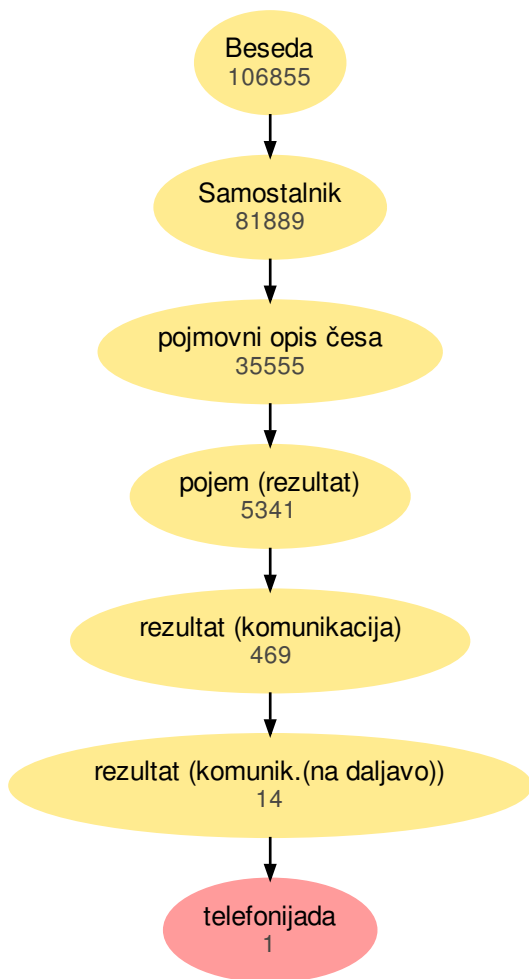 Beseda
106855
Samostalnik
81889
pojmovni opis česa
35555
pojem (rezultat)
5341
rezultat (komunikacija)
469
rezultat (komunik.(na daljavo))
14
telefonijada
1